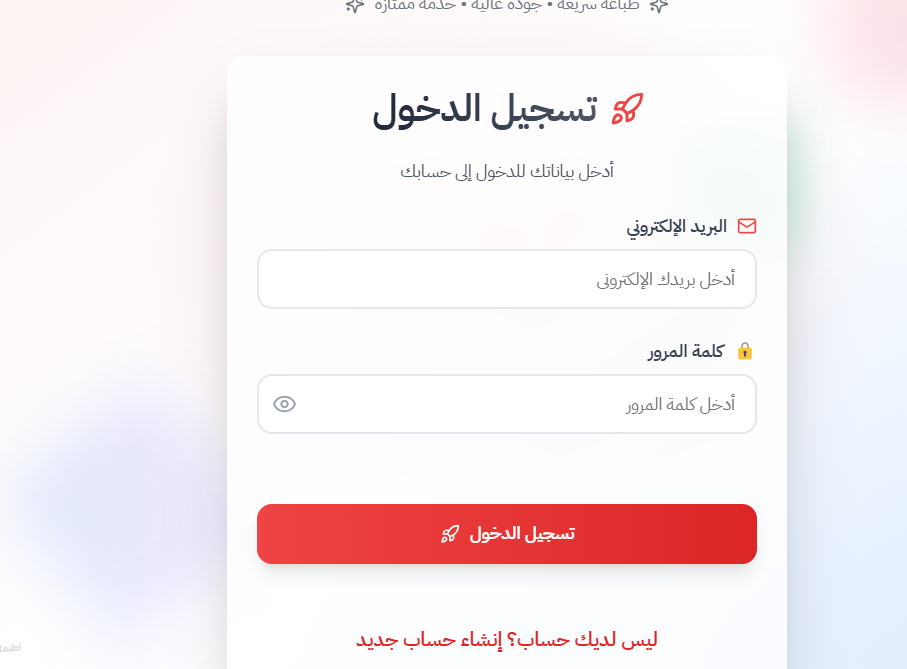 طباعة سريعة • جودة عالية • خدمة ممتازة
تسجيل الدخول
أدخل بياناتك للدخول إلى حسابك
البريد الإلكتروني
أدخل بريدك الإلكتروني
كلمة المرور
أدخل كلمة المرور
تسجيل الدخول
ليس لديك حساب؟ إنشاء حساب جديد